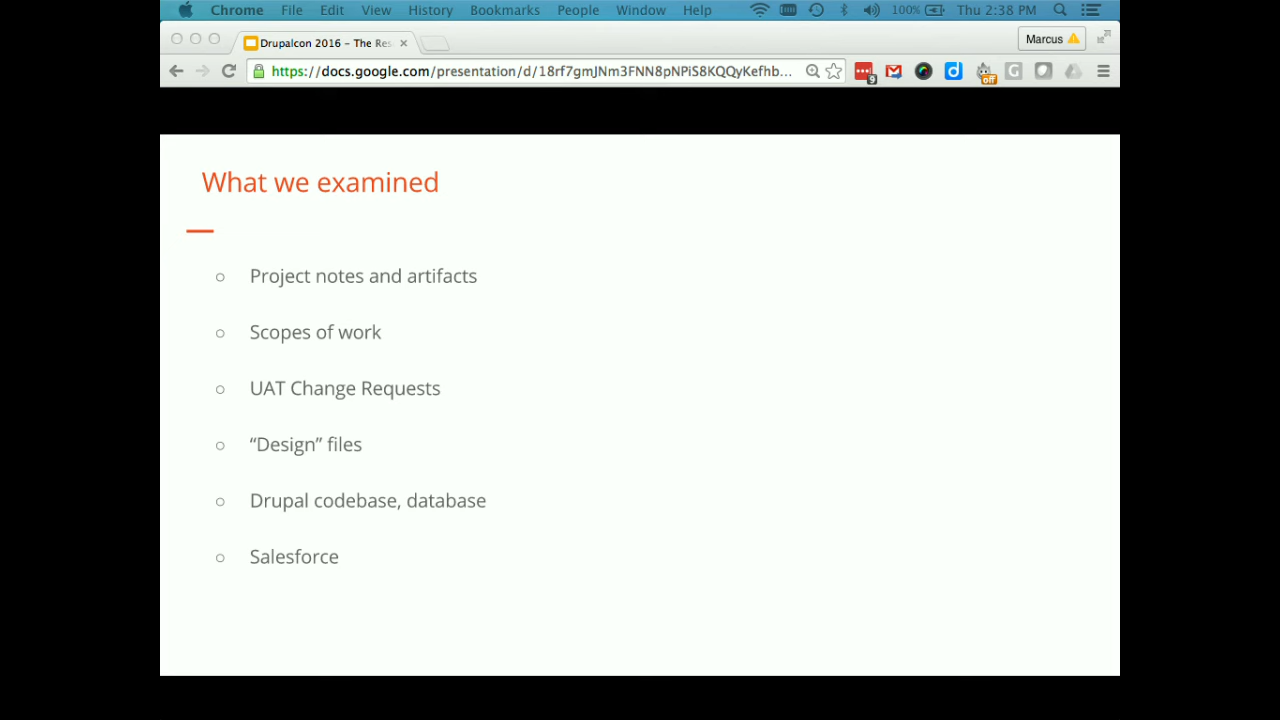 Chrome File Edit View History Bookmarks People Window Help 100% Thu 2:38 PM
Drupalcon 2016 - The Res
Marcus
https://docs.google.com/presentation/d/18rf7gmJNm3FNN8pNPiS8KQQyKefhb...
9
d
off
G
What we examined
Project notes and artifacts
Scopes of work
UAT Change Requests
“Design” files
Drupal codebase, database
Salesforce